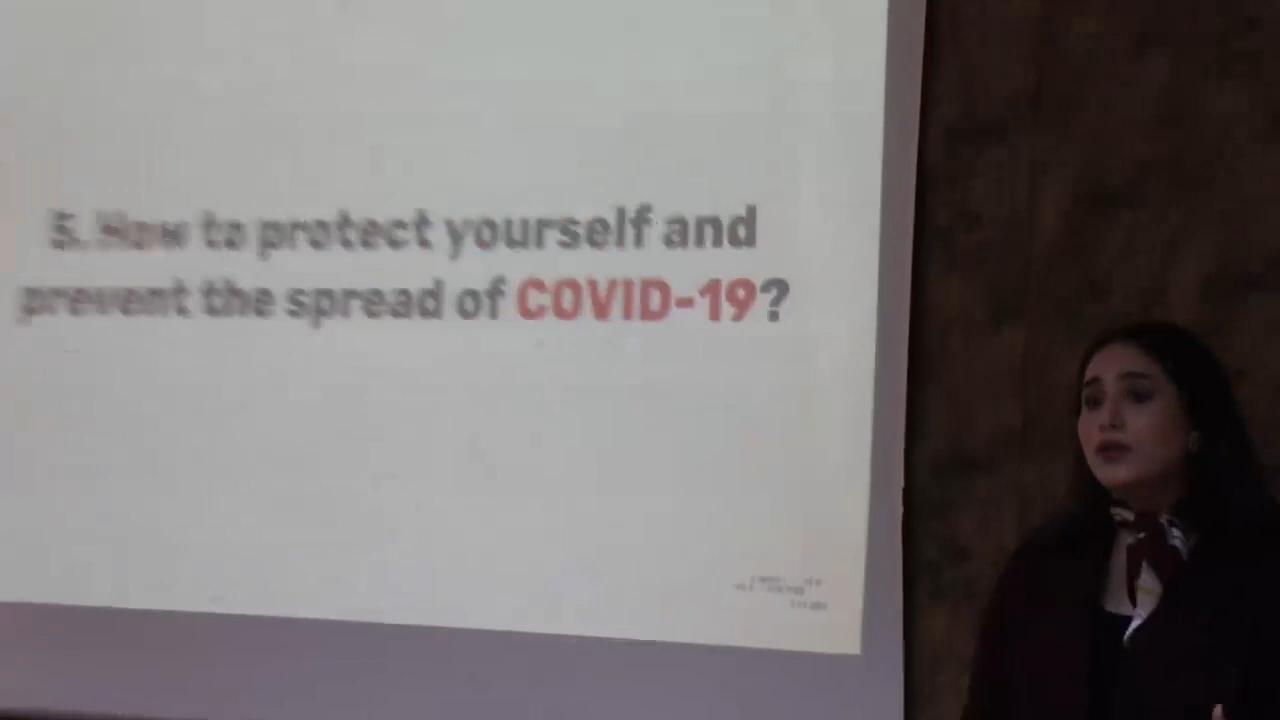 5. How to protect yourself and
prevent the spread of COVID-19?